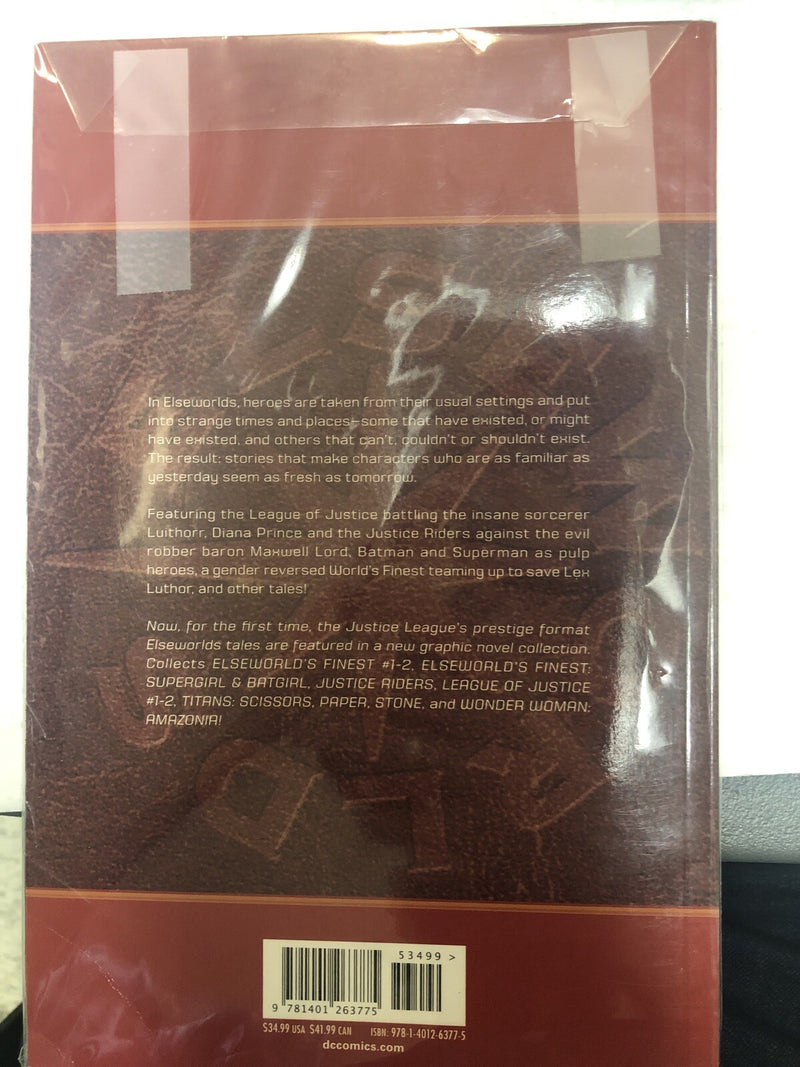 In Elseworlds, heroes are taken from their usual settings and put
into strange times and places—some that have existed, or might
have existed, and others that can't, couldn't or shouldn't exist.
The result: stories that make characters who are as familiar as
yesterday seem as fresh as tomorrow.
Featuring the League of Justice battling the insane sorcerer
Luithorr, Diana Prince and the Justice Riders against the evil
robber baron Maxwell Lord, Batman and Superman as pulp
heroes, a gender reversed World's Finest teaming up to save Lex
Luthor, and other tales!
Now, for the first time, the Justice League's prestige format
Elseworlds tales are featured in a new graphic novel collection.
Collects ELSEWORLD'S FINEST #1-2, ELSEWORLD'S FINEST:
SUPERGIRL & BATGIRL, JUSTICE RIDERS, LEAGUE OF JUSTICE
#1-2, TITANS: SCISSORS, PAPER, STONE, and WONDER WOMAN:
AMAZONIA!
53499 >
9 781401 263775
$34.99 USA $41.99 CAN ISBN: 978-1-4012-6377-5
dccomics.com